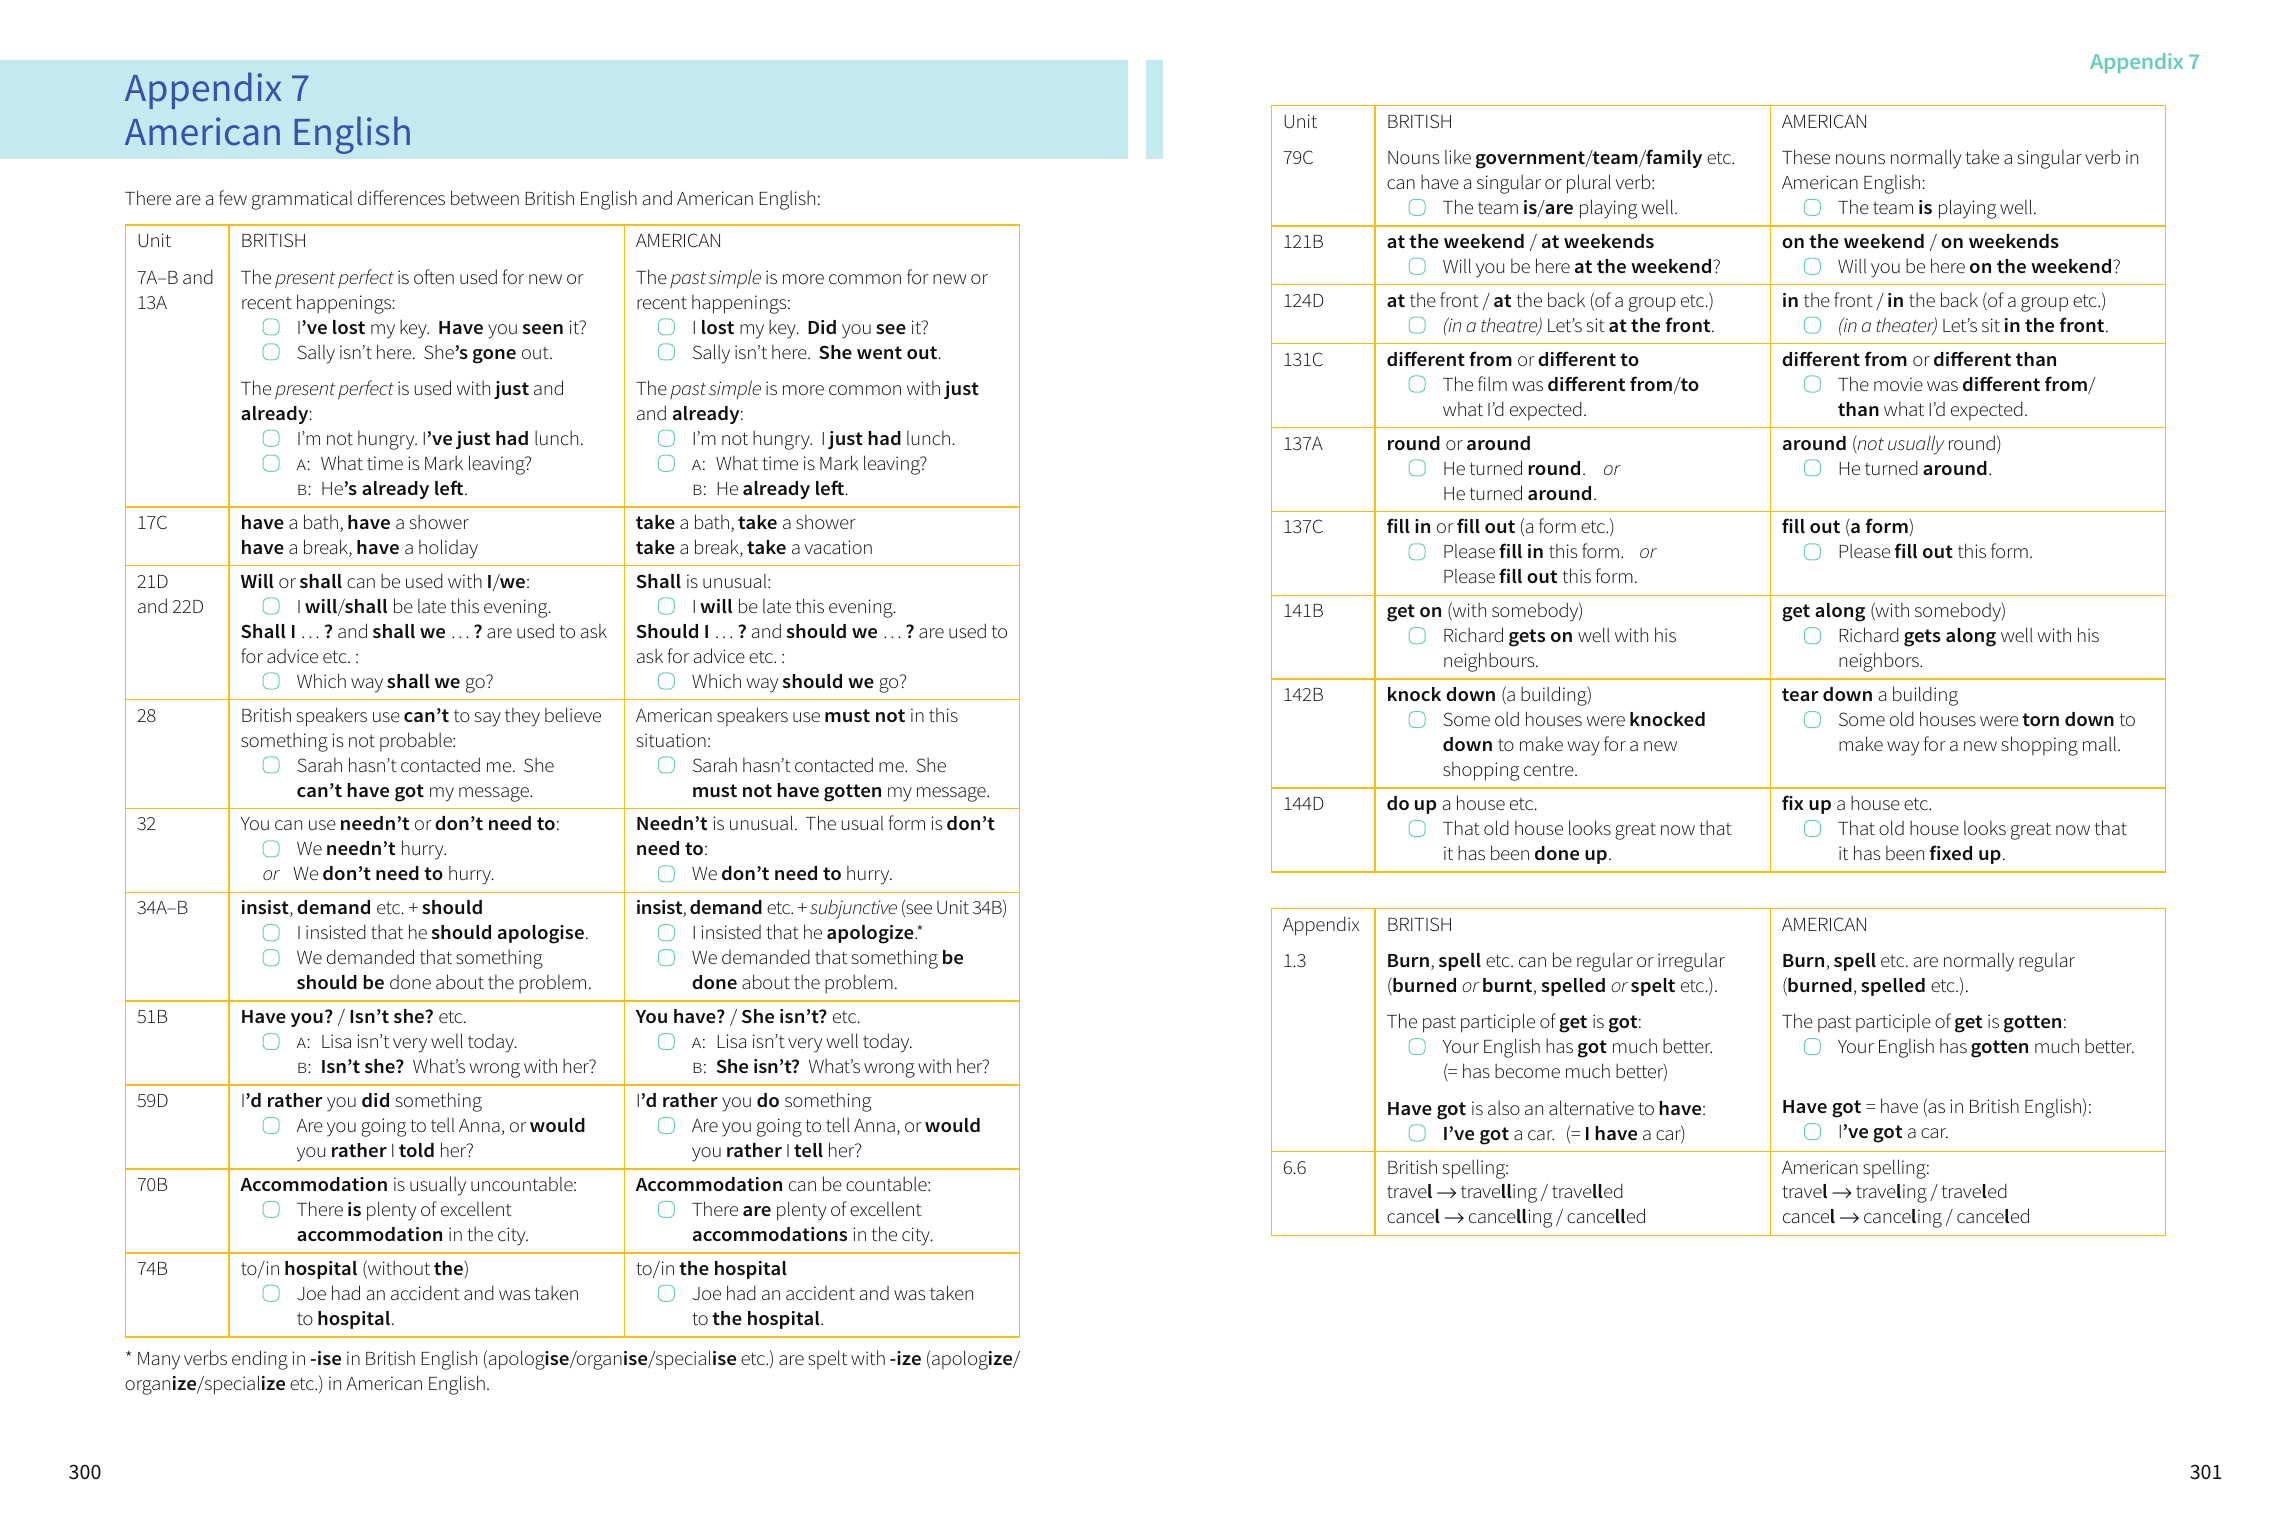 Appendix 7
American English
There are a few grammatical differences between British English and American English:
Unit BRITISH AMERICAN
7A–B and The present perfect is often used for new or The past simple is more common for new or
13A recent happenings: recent happenings:
I've lost my key. Have you seen it? I lost my key. Did you see it?
Sally isn't here. She's gone out. Sally isn't here. She went out.
The present perfect is used with just and The past simple is more common with just
already: and already:
I'm not hungry. I've just had lunch. I'm not hungry. I just had lunch.
A: What time is Mark leaving? A: What time is Mark leaving?
B: He's already left. B: He already left.
17C have a bath, have a shower take a bath, take a shower
have a break, have a holiday take a break, take a vacation
21D Will or shall can be used with I/we: Shall is unusual:
and 22D I will/shall be late this evening. I will be late this evening.
Shall I … ? and shall we … ? are used to ask Should I … ? and should we … ? are used to
for advice etc. : ask for advice etc. :
Which way shall we go? Which way should we go?
28 British speakers use can't to say they believe American speakers use must not in this
something is not probable: situation:
Sarah hasn't contacted me. She Sarah hasn't contacted me. She
can't have got my message. must not have gotten my message.
32 You can use needn't or don't need to: Needn't is unusual. The usual form is don't
We needn't hurry. need to:
or We don't need to hurry. We don't need to hurry.
34A–B insist, demand etc. + should insist, demand etc. + subjunctive (see Unit 34B)
I insisted that he should apologise. I insisted that he apologize.*
We demanded that something We demanded that something be
should be done about the problem. done about the problem.
51B Have you? / Isn't she? etc. You have? / She isn't? etc.
A: Lisa isn't very well today. A: Lisa isn't very well today.
B: Isn't she? What's wrong with her? B: She isn't? What's wrong with her?
59D I'd rather you did something I'd rather you do something
Are you going to tell Anna, or would Are you going to tell Anna, or would
you rather I told her? you rather I tell her?
70B Accommodation is usually uncountable: Accommodation can be countable:
There is plenty of excellent There are plenty of excellent
accommodation in the city. accommodations in the city.
74B to/in hospital (without the) to/in the hospital
Joe had an accident and was taken Joe had an accident and was taken
to hospital. to the hospital.
* Many verbs ending in -ise in British English (apologise/organise/specialise etc.) are spelt with -ize (apologize/
organize/specialize etc.) in American English.
300
Appendix 7
Unit BRITISH AMERICAN
79C Nouns like government/team/family etc. These nouns normally take a singular verb in
can have a singular or plural verb: American English:
The team is/are playing well. The team is playing well.
121B at the weekend / at weekends on the weekend / on weekends
Will you be here at the weekend? Will you be here on the weekend?
124D at the front / at the back (of a group etc.) in the front / in the back (of a group etc.)
(in a theatre) Let's sit at the front. (in a theater) Let's sit in the front.
131C different from or different to different from or different than
The film was different from/to The movie was different from/
what I'd expected. than what I'd expected.
137A round or around around (not usually round)
He turned round. or He turned around.
He turned around.
137C fill in or fill out (a form etc.) fill out (a form)
Please fill in this form. or Please fill out this form.
Please fill out this form.
141B get on (with somebody) get along (with somebody)
Richard gets on well with his Richard gets along well with his
neighbours. neighbors.
142B knock down (a building) tear down a building
Some old houses were knocked Some old houses were torn down to
down to make way for a new make way for a new shopping mall.
shopping centre.
144D do up a house etc. fix up a house etc.
That old house looks great now that That old house looks great now that
it has been done up. it has been fixed up.
Appendix BRITISH AMERICAN
1.3 Burn, spell etc. can be regular or irregular Burn, spell etc. are normally regular
(burned or burnt, spelled or spelt etc.). (burned, spelled etc.).
The past participle of get is got: The past participle of get is gotten:
Your English has got much better. Your English has gotten much better.
(= has become much better)
Have got is also an alternative to have: Have got = have (as in British English):
I've got a car. (= I have a car) I've got a car.
6.6 British spelling: American spelling:
travel → travelling / travelled travel → traveling / traveled
cancel → cancelling / cancelled cancel → canceling / canceled
301